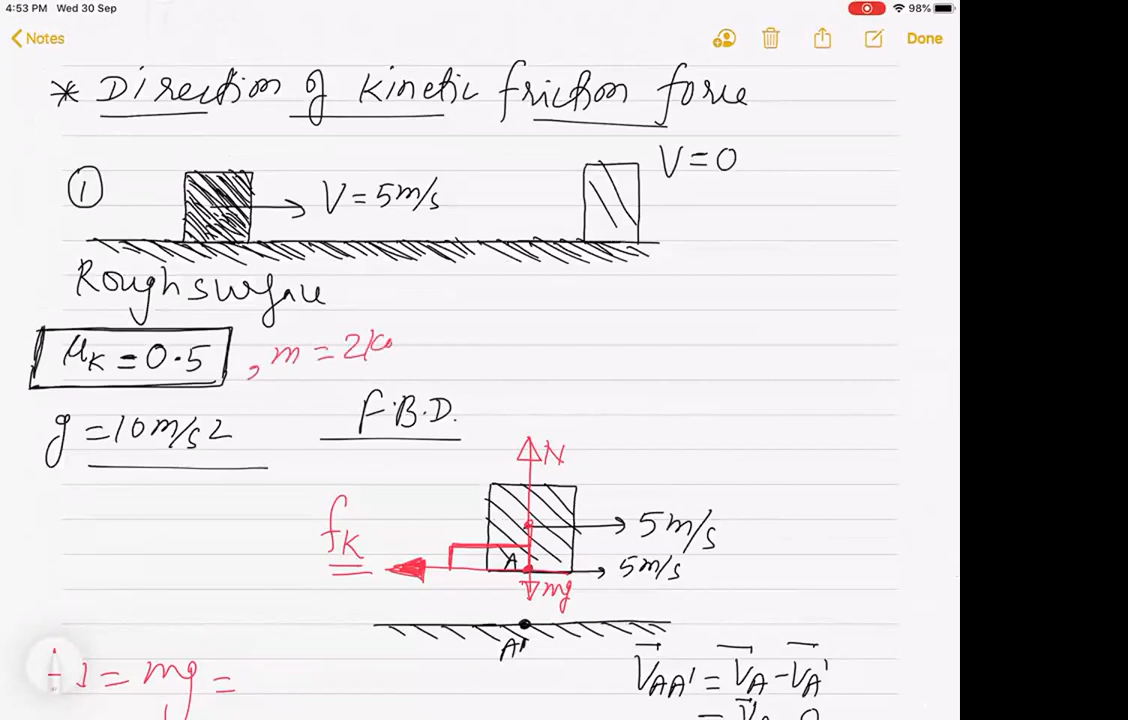 4:53 PM Wed 30 Sep
98%
Notes
Done
* Direction of kinetic friction force
① V = 5m/s
V = 0
Rough surface
μK = 0.5 , m = 2kg
g = 10m/s2
F.B.D.
N
fK
5m/s
A
5m/s
mg
A'
VAA' = VA - VA'
= mg =